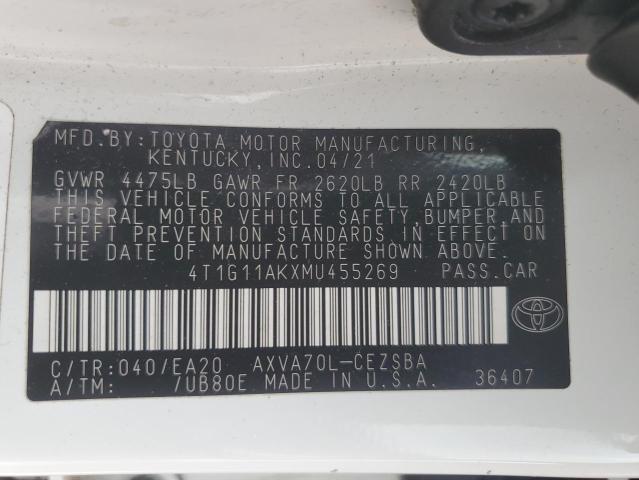 MFD.BY:TOYOTA MOTOR MANUFACTURING,
KENTUCKY,INC.04/21
GVWR 4475LB GAWR FR 2620LB RR 2420LB
THIS VEHICLE CONFORMS TO ALL APPLICABLE
FEDERAL MOTOR VEHICLE SAFETY,BUMPER,AND
THEFT PREVENTION STANDARDS IN EFFECT ON
THE DATE OF MANUFACTURE SHOWN ABOVE.
4T1G11AKXMU455269 PASS.CAR
C/TR:040/EA20 AXVA70L-CEZSBA
A/TM: /UB80E MADE IN U.S.A. 36407